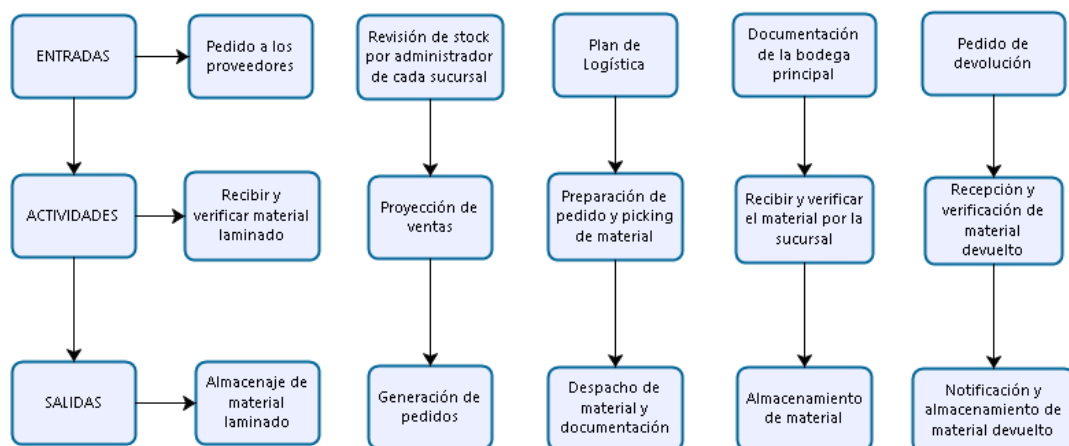 ENTRADAS
Pedido a los
proveedores
Revisión de stock
por administrador
de cada sucursal
Plan de
Logística
Documentación
de la bodega
principal
Pedido de
devolución
ACTIVIDADES
Recibir y
verificar material
laminado
Proyección de
ventas
Preparación de
pedido y picking
de material
Recibir y verificar
el material por la
sucursal
Recepción y
verificación de
material
devuelto
SALIDAS
Almacenaje de
material
laminado
Generación de
pedidos
Despacho de
material y
documentación
Almacenamiento
de material
Notificación y
almacenamiento de
material devuelto